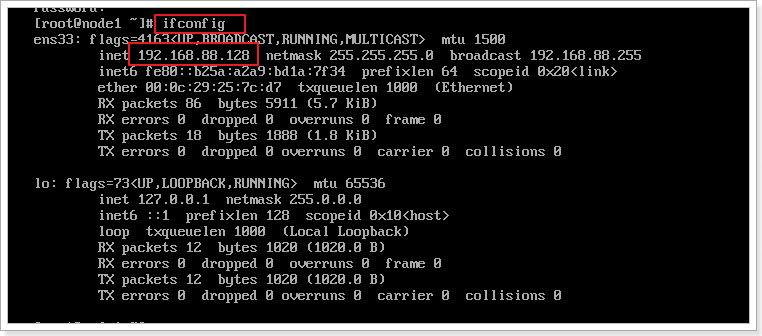 [root@node1 ~]# ifconfig
ens33: flags=4163<UP,BROADCAST,RUNNING,MULTICAST>  mtu 1500
inet 192.168.88.128  netmask 255.255.255.0  broadcast 192.168.88.255
inet6 fe80::b25a:a2a9:bd1a:7f34  prefixlen 64  scopeid 0x20<link>
ether 00:0c:29:25:7c:d7  txqueuelen 1000  (Ethernet)
RX packets 86  bytes 5911 (5.7 KiB)
RX errors 0  dropped 0  overruns 0  frame 0
TX packets 18  bytes 1888 (1.8 KiB)
TX errors 0  dropped 0 overruns 0  carrier 0  collisions 0
lo: flags=73<UP,LOOPBACK,RUNNING>  mtu 65536
inet 127.0.0.1  netmask 255.0.0.0
inet6 ::1  prefixlen 128  scopeid 0x10<host>
loop  txqueuelen 1000  (Local Loopback)
RX packets 12  bytes 1020 (1020.0 B)
RX errors 0  dropped 0  overruns 0  frame 0
TX packets 12  bytes 1020 (1020.0 B)
TX errors 0  dropped 0 overruns 0  carrier 0  collisions 0